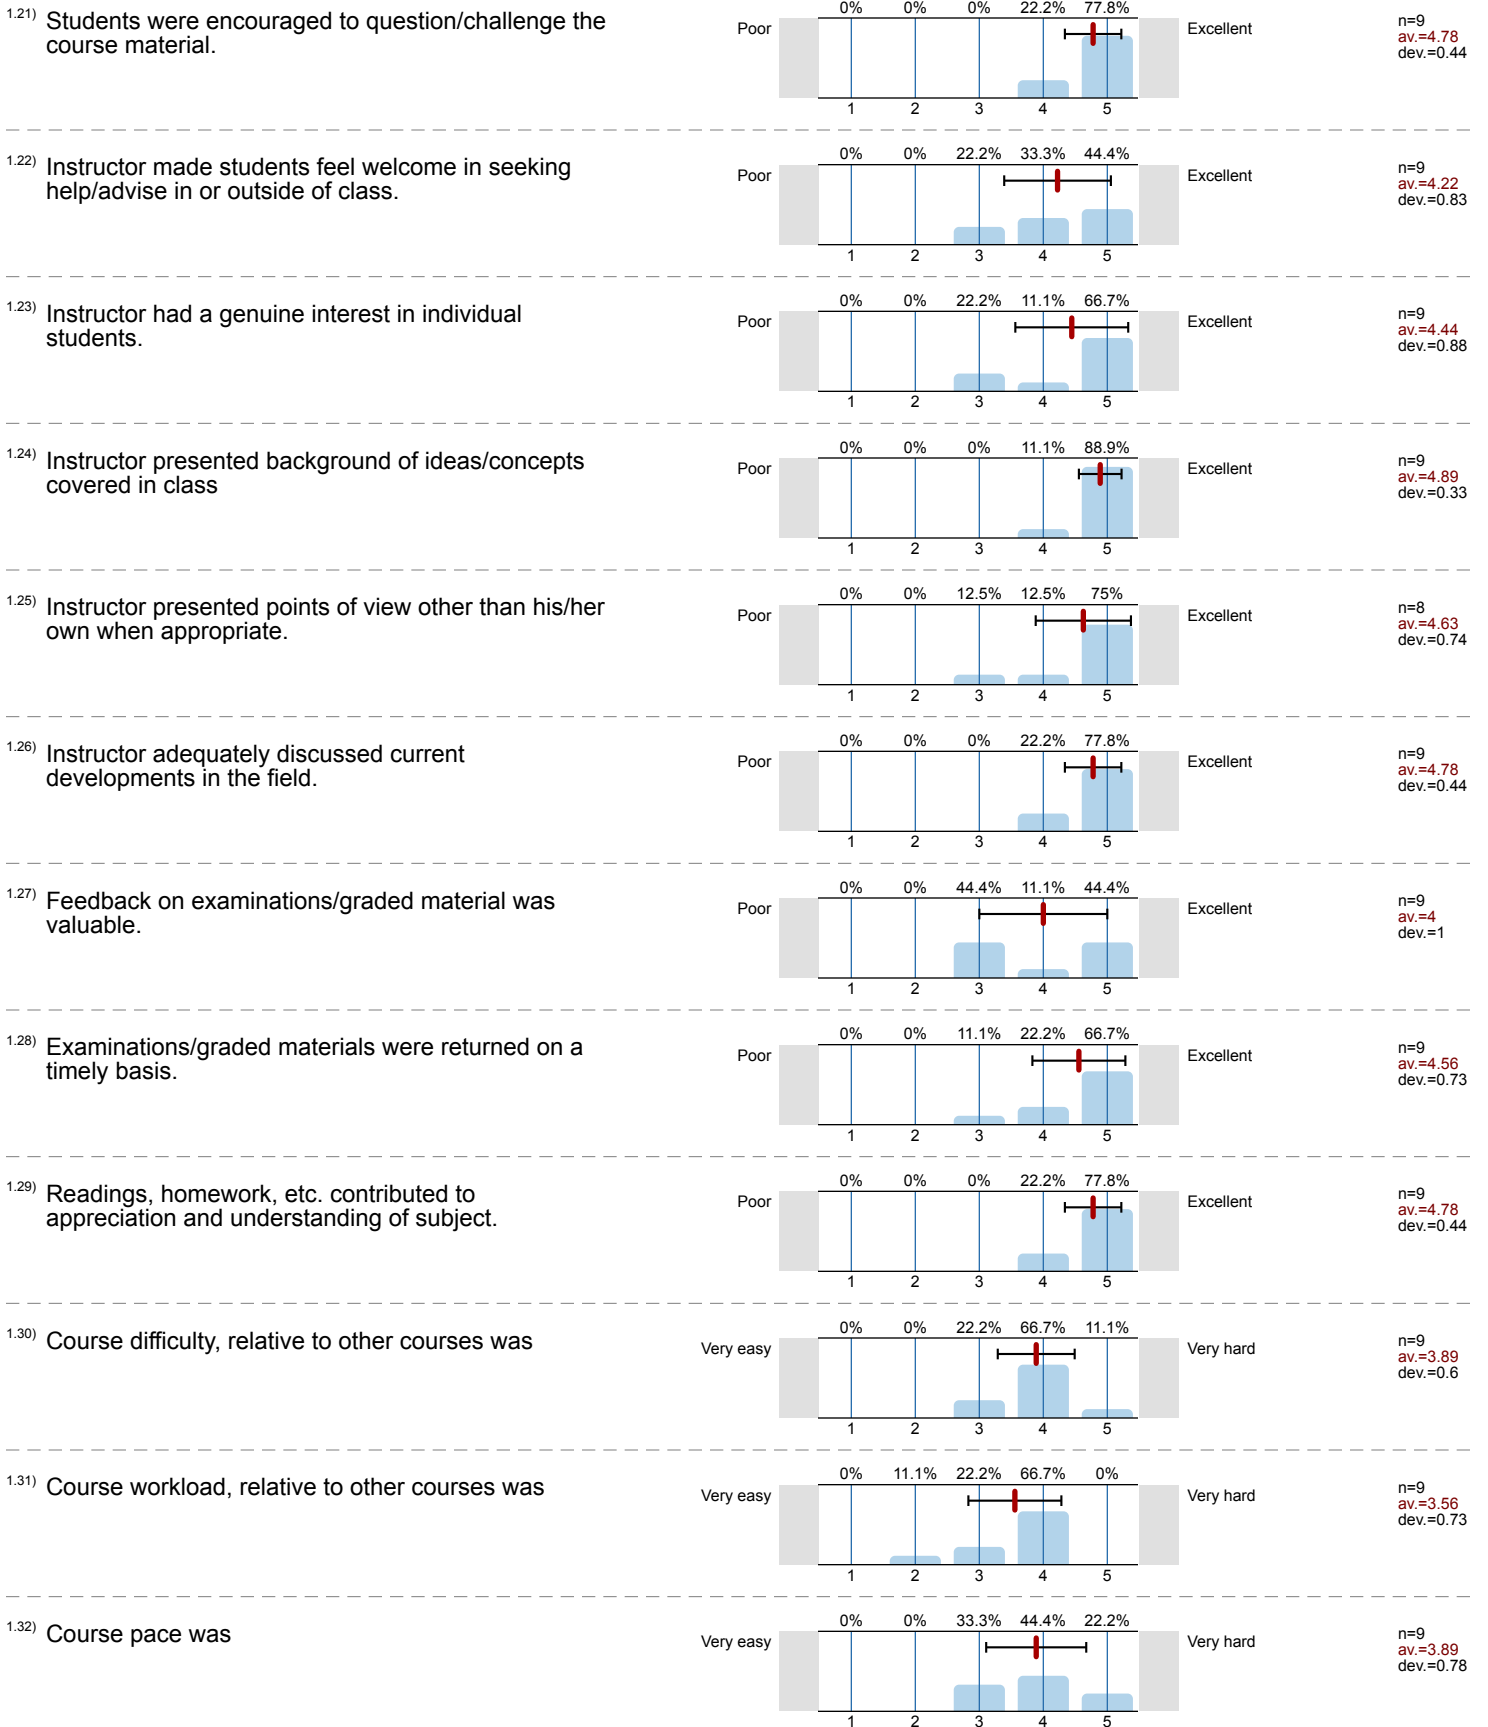 1.21) Students were encouraged to question/challenge the
course material.
0% 0% 0% 22.2% 77.8%
Poor Excellent
n=9
av.=4.78
dev.=0.44
1 2 3 4 5
1.22) Instructor made students feel welcome in seeking
help/advise in or outside of class.
0% 0% 22.2% 33.3% 44.4%
Poor Excellent
n=9
av.=4.22
dev.=0.83
1 2 3 4 5
1.23) Instructor had a genuine interest in individual
students.
0% 0% 22.2% 11.1% 66.7%
Poor Excellent
n=9
av.=4.44
dev.=0.88
1 2 3 4 5
1.24) Instructor presented background of ideas/concepts
covered in class
0% 0% 0% 11.1% 88.9%
Poor Excellent
n=9
av.=4.89
dev.=0.33
1 2 3 4 5
1.25) Instructor presented points of view other than his/her
own when appropriate.
0% 0% 12.5% 12.5% 75%
Poor Excellent
n=8
av.=4.63
dev.=0.74
1 2 3 4 5
1.26) Instructor adequately discussed current
developments in the field.
0% 0% 0% 22.2% 77.8%
Poor Excellent
n=9
av.=4.78
dev.=0.44
1 2 3 4 5
1.27) Feedback on examinations/graded material was
valuable.
0% 0% 44.4% 11.1% 44.4%
Poor Excellent
n=9
av.=4
dev.=1
1 2 3 4 5
1.28) Examinations/graded materials were returned on a
timely basis.
0% 0% 11.1% 22.2% 66.7%
Poor Excellent
n=9
av.=4.56
dev.=0.73
1 2 3 4 5
1.29) Readings, homework, etc. contributed to
appreciation and understanding of subject.
0% 0% 0% 22.2% 77.8%
Poor Excellent
n=9
av.=4.78
dev.=0.44
1 2 3 4 5
1.30) Course difficulty, relative to other courses was
0% 0% 22.2% 66.7% 11.1%
Very easy Very hard
n=9
av.=3.89
dev.=0.6
1 2 3 4 5
1.31) Course workload, relative to other courses was
0% 11.1% 22.2% 66.7% 0%
Very easy Very hard
n=9
av.=3.56
dev.=0.73
1 2 3 4 5
1.32) Course pace was
0% 0% 33.3% 44.4% 22.2%
Very easy Very hard
n=9
av.=3.89
dev.=0.78
1 2 3 4 5